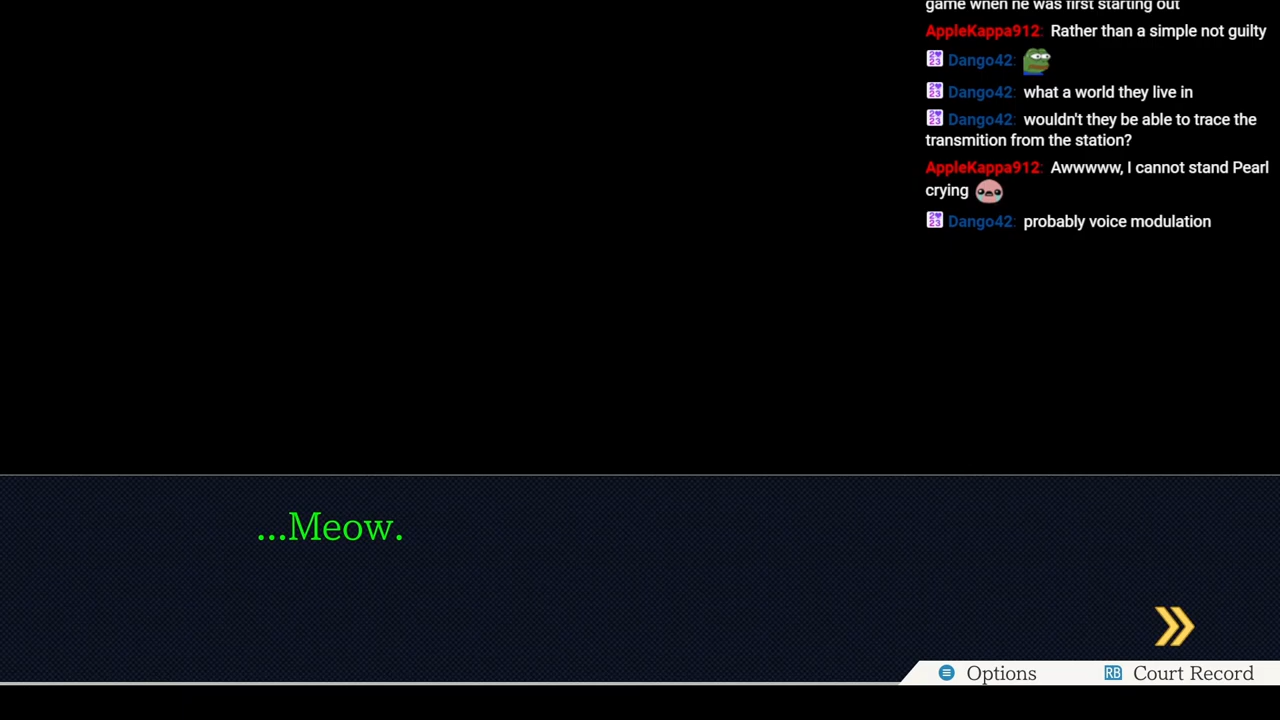 game when he was first starting out
AppleKappa912: Rather than a simple not guilty
Dango42:
Dango42: what a world they live in
Dango42: wouldn't they be able to trace the
transmition from the station?
AppleKappa912: Awwwww, I cannot stand Pearl
crying
Dango42: probably voice modulation
...Meow.
Options
RB Court Record